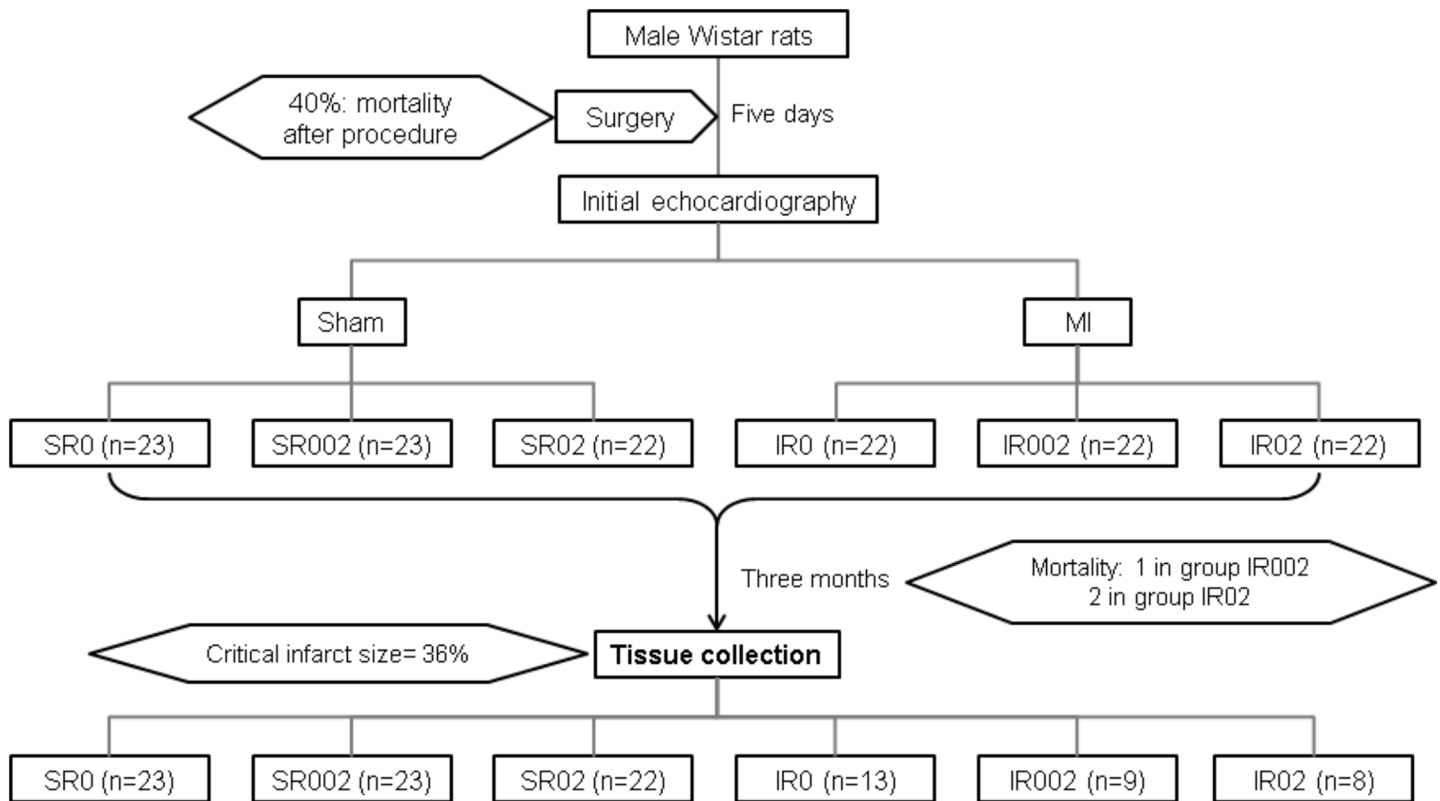 Male Wistar rats
40%: mortality
after procedure
Surgery
Five days
Initial echocardiography
Sham
MI
SR0 (n=23)
SR002 (n=23)
SR02 (n=22)
IR0 (n=22)
IR002 (n=22)
IR02 (n=22)
Three months
Mortality: 1 in group IR002
2 in group IR02
Critical infarct size= 36%
Tissue collection
SR0 (n=23)
SR002 (n=23)
SR02 (n=22)
IR0 (n=13)
IR002 (n=9)
IR02 (n=8)